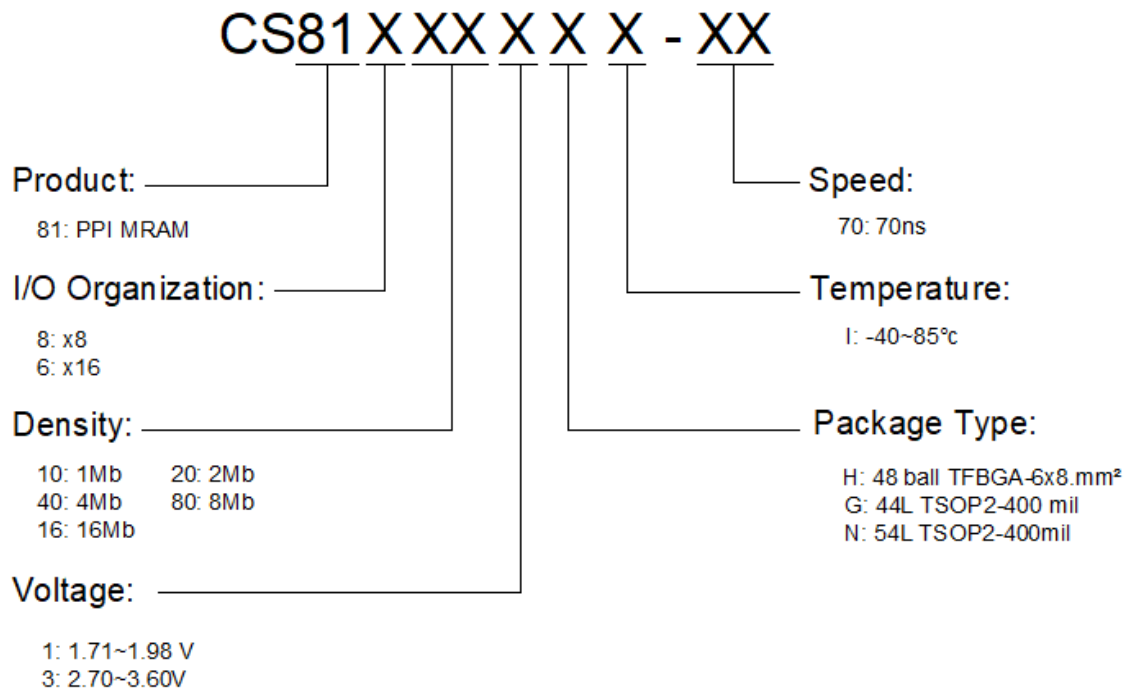 CS81 X XX X X X - XX
Product:
81: PPI MRAM
I/O Organization:
8: x8
6: x16
Density:
10: 1Mb 20: 2Mb
40: 4Mb 80: 8Mb
16: 16Mb
Voltage:
1: 1.71~1.98 V
3: 2.70~3.60V
Speed:
70: 70ns
Temperature:
I: -40~85°c
Package Type:
H: 48 ball TFBGA-6x8.mm²
G: 44L TSOP2-400 mil
N: 54L TSOP2-400mil